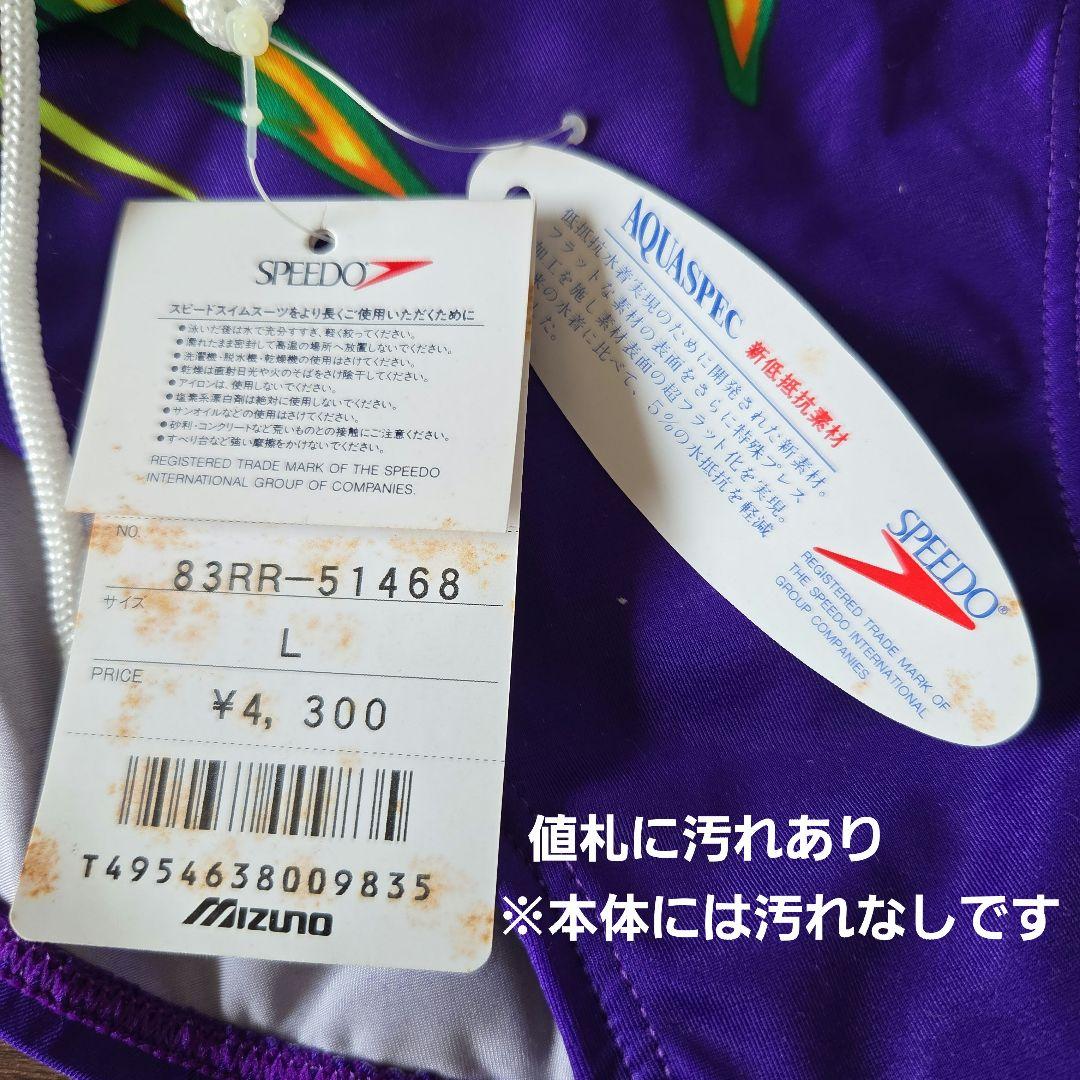 SPEEDO
スピードスイムスーツをより長くご使用いただくために
●泳いだ後は水で充分すすぎ、軽く絞ってください。
●濡れたまま密封して高温の場所へ放置しないでください。
●洗濯機・脱水機・乾燥機の使用はさけてください。
●乾燥は直射日光や火のそばをさけ陰干してください。
●アイロンは、使用しないでください。
●塩素系漂白剤は絶対に使用しないでください。
●サンオイルなどの使用はさけてください。
●砂利・コンクリートなど荒いものとの接触にご注意ください。
●すべり台など強い摩擦をかけないでください。
REGISTERED TRADE MARK OF THE SPEEDO
INTERNATIONAL GROUP OF COMPANIES.
NO.
83RR-51468
サイズ
L
PRICE
¥4,300
T4954638009835
MIZUNO
AQUASPEC 新低抵抗素材
低抵抗水着実現のために開発された新素材。
フラットな素材の表面をさらに特殊プレス
加工を施し素材表面の超フラット化を実現。
来の水着に比べて、5%の水抵抗を軽減
た。
SPEEDO®
REGISTERED TRADE MARK OF
THE SPEEDO INTERNATIONAL
GROUP COMPANIES
値札に汚れあり
※本体には汚れなしです